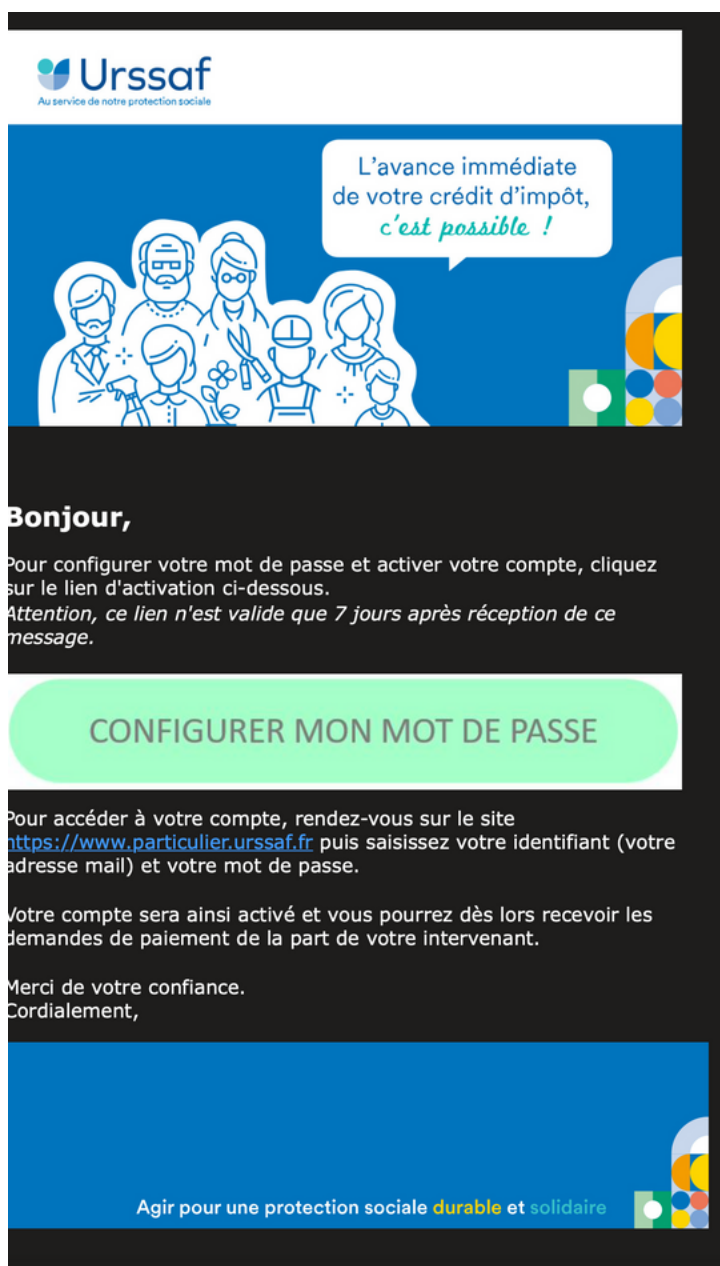 Urssaf
Au service de notre protection sociale
L'avance immédiate
de votre crédit d'impôt,
c'est possible !
Bonjour,
Pour configurer votre mot de passe et activer votre compte, cliquez
sur le lien d'activation ci-dessous.
Attention, ce lien n'est valide que 7 jours après réception de ce
message.
CONFIGURER MON MOT DE PASSE
Pour accéder à votre compte, rendez-vous sur le site
https://www.particulier.urssaf.fr puis saisissez votre identifiant (votre
adresse mail) et votre mot de passe.
Votre compte sera ainsi activé et vous pourrez dès lors recevoir les
demandes de paiement de la part de votre intervenant.
Merci de votre confiance.
Cordialement,
Agir pour une protection sociale durable et solidaire